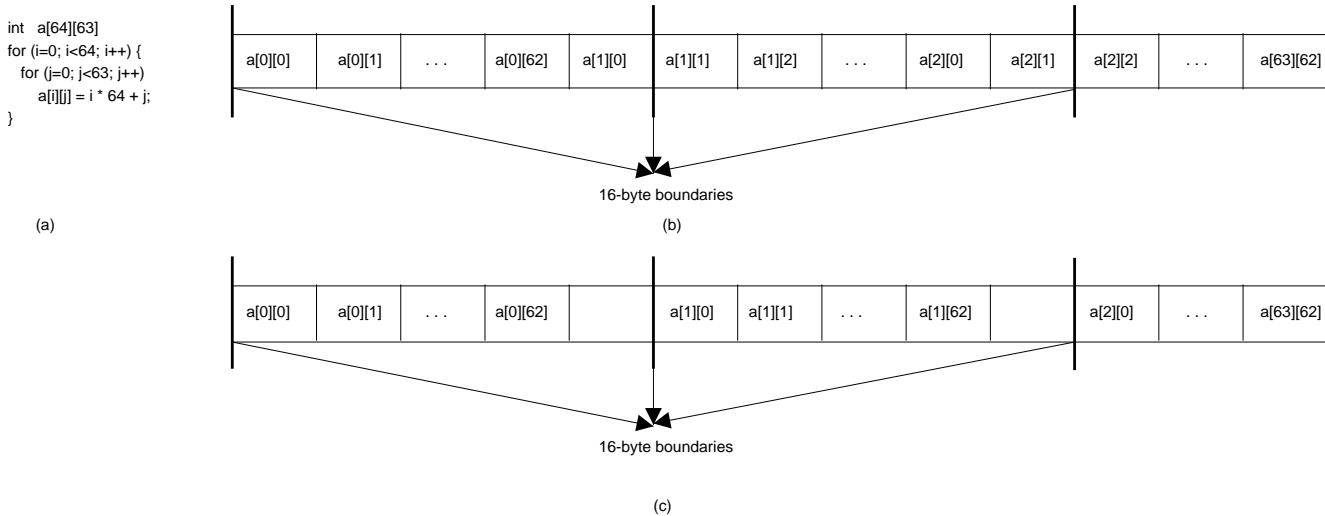 int a[64][63]
for (i=0; i<64; i++) {
for (j=0; j<63; j++)
a[i][j] = i * 64 + j;
}
(a)
a[0][0] a[0][1] . . . a[0][62] a[1][0] a[1][1] a[1][2] . . . a[2][0] a[2][1] a[2][2] . . . a[63][62]
16-byte boundaries
(b)
a[0][0] a[0][1] . . . a[0][62] a[1][0] a[1][1] . . . a[1][62] a[2][0] . . . a[63][62]
16-byte boundaries
(c)